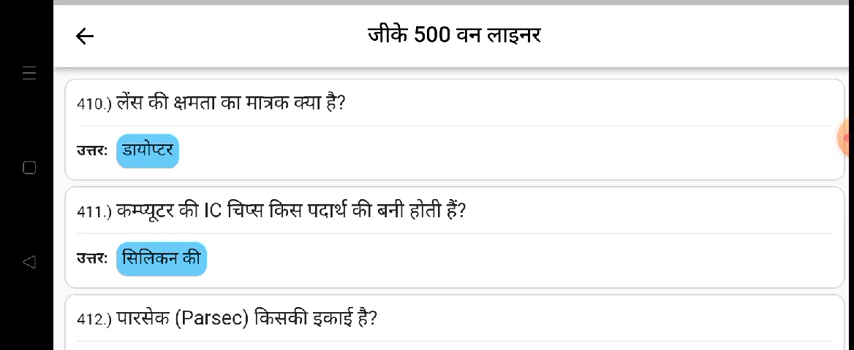 जीके 500 वन लाइनर
410.) लेंस की क्षमता का मात्रक क्या है?
उत्तर: डायोप्टर
411.) कम्प्यूटर की IC चिप्स किस पदार्थ की बनी होती हैं?
उत्तर: सिलिकन की
412.) पारसेक (Parsec) किसकी इकाई है?